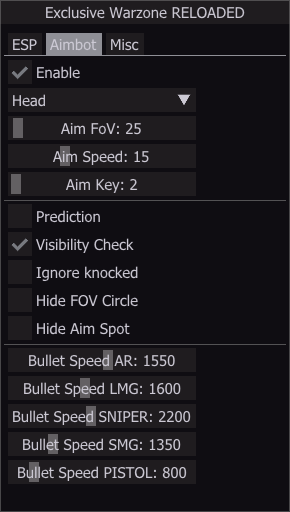 Exclusive Warzone RELOADED
ESP Aimbot Misc
Enable
Head
Aim FoV: 25
Aim Speed: 15
Aim Key: 2
Prediction
Visibility Check
Ignore knocked
Hide FOV Circle
Hide Aim Spot
Bullet Speed AR: 1550
Bullet Speed LMG: 1600
Bullet Speed SNIPER: 2200
Bullet Speed SMG: 1350
Bullet Speed PISTOL: 800